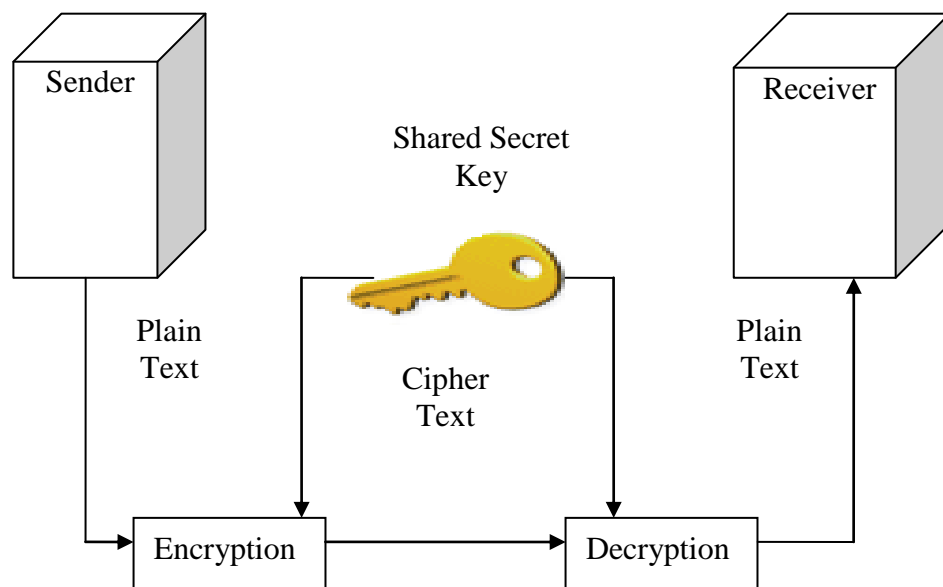 Sender
Receiver
Shared Secret
Key
Plain
Text
Plain
Text
Cipher
Text
Encryption
Decryption